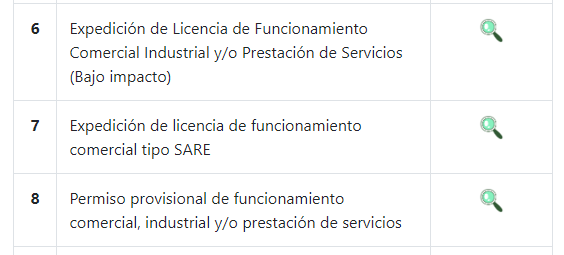 6 Expedición de Licencia de Funcionamiento
Comercial Industrial y/o Prestación de Servicios
(Bajo impacto)
7 Expedición de licencia de funcionamiento
comercial tipo SARE
8 Permiso provisional de funcionamiento
comercial, industrial y/o prestación de servicios